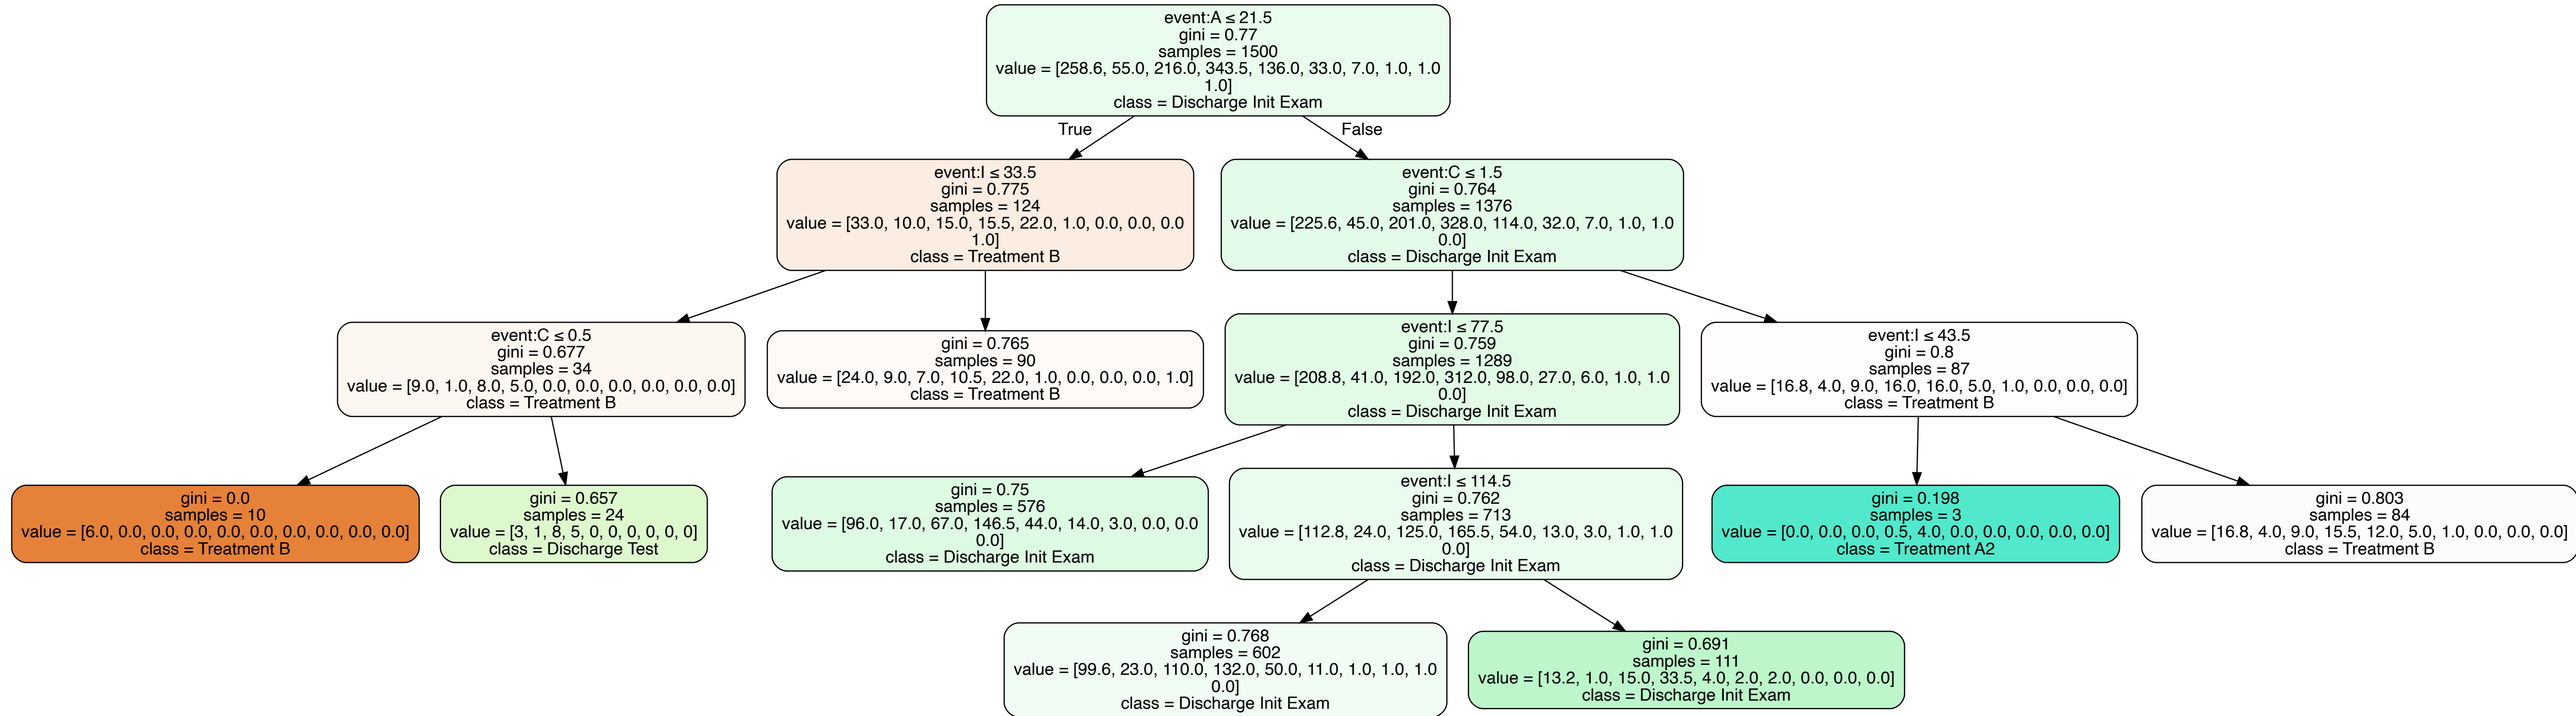 event:A ≤ 21.5
gini = 0.77
samples = 1500
value = [258.6, 55.0, 216.0, 343.5, 136.0, 33.0, 7.0, 1.0, 1.0
1.0]
class = Discharge Init Exam
True
False
event:I ≤ 33.5
gini = 0.775
samples = 124
value = [33.0, 10.0, 15.0, 15.5, 22.0, 1.0, 0.0, 0.0, 0.0
1.0]
class = Treatment B
event:C ≤ 1.5
gini = 0.764
samples = 1376
value = [225.6, 45.0, 201.0, 328.0, 114.0, 32.0, 7.0, 1.0, 1.0
0.0]
class = Discharge Init Exam
event:C ≤ 0.5
gini = 0.677
samples = 34
value = [9.0, 1.0, 8.0, 5.0, 0.0, 0.0, 0.0, 0.0, 0.0, 0.0]
class = Treatment B
gini = 0.765
samples = 90
value = [24.0, 9.0, 7.0, 10.5, 22.0, 1.0, 0.0, 0.0, 0.0, 1.0]
class = Treatment B
event:I ≤ 77.5
gini = 0.759
samples = 1289
value = [208.8, 41.0, 192.0, 312.0, 98.0, 27.0, 6.0, 1.0, 1.0
0.0]
class = Discharge Init Exam
event:I ≤ 43.5
gini = 0.8
samples = 87
value = [16.8, 4.0, 9.0, 16.0, 16.0, 5.0, 1.0, 0.0, 0.0, 0.0]
class = Treatment B
gini = 0.0
samples = 10
value = [6.0, 0.0, 0.0, 0.0, 0.0, 0.0, 0.0, 0.0, 0.0, 0.0]
class = Treatment B
gini = 0.657
samples = 24
value = [3, 1, 8, 5, 0, 0, 0, 0, 0, 0]
class = Discharge Test
gini = 0.75
samples = 576
value = [96.0, 17.0, 67.0, 146.5, 44.0, 14.0, 3.0, 0.0, 0.0
0.0]
class = Discharge Init Exam
event:I ≤ 114.5
gini = 0.762
samples = 713
value = [112.8, 24.0, 125.0, 165.5, 54.0, 13.0, 3.0, 1.0, 1.0
0.0]
class = Discharge Init Exam
gini = 0.198
samples = 3
value = [0.0, 0.0, 0.0, 0.5, 4.0, 0.0, 0.0, 0.0, 0.0, 0.0]
class = Treatment A2
gini = 0.803
samples = 84
value = [16.8, 4.0, 9.0, 15.5, 12.0, 5.0, 1.0, 0.0, 0.0, 0.0]
class = Treatment B
gini = 0.768
samples = 602
value = [99.6, 23.0, 110.0, 132.0, 50.0, 11.0, 1.0, 1.0, 1.0
0.0]
class = Discharge Init Exam
gini = 0.691
samples = 111
value = [13.2, 1.0, 15.0, 33.5, 4.0, 2.0, 2.0, 0.0, 0.0, 0.0]
class = Discharge Init Exam